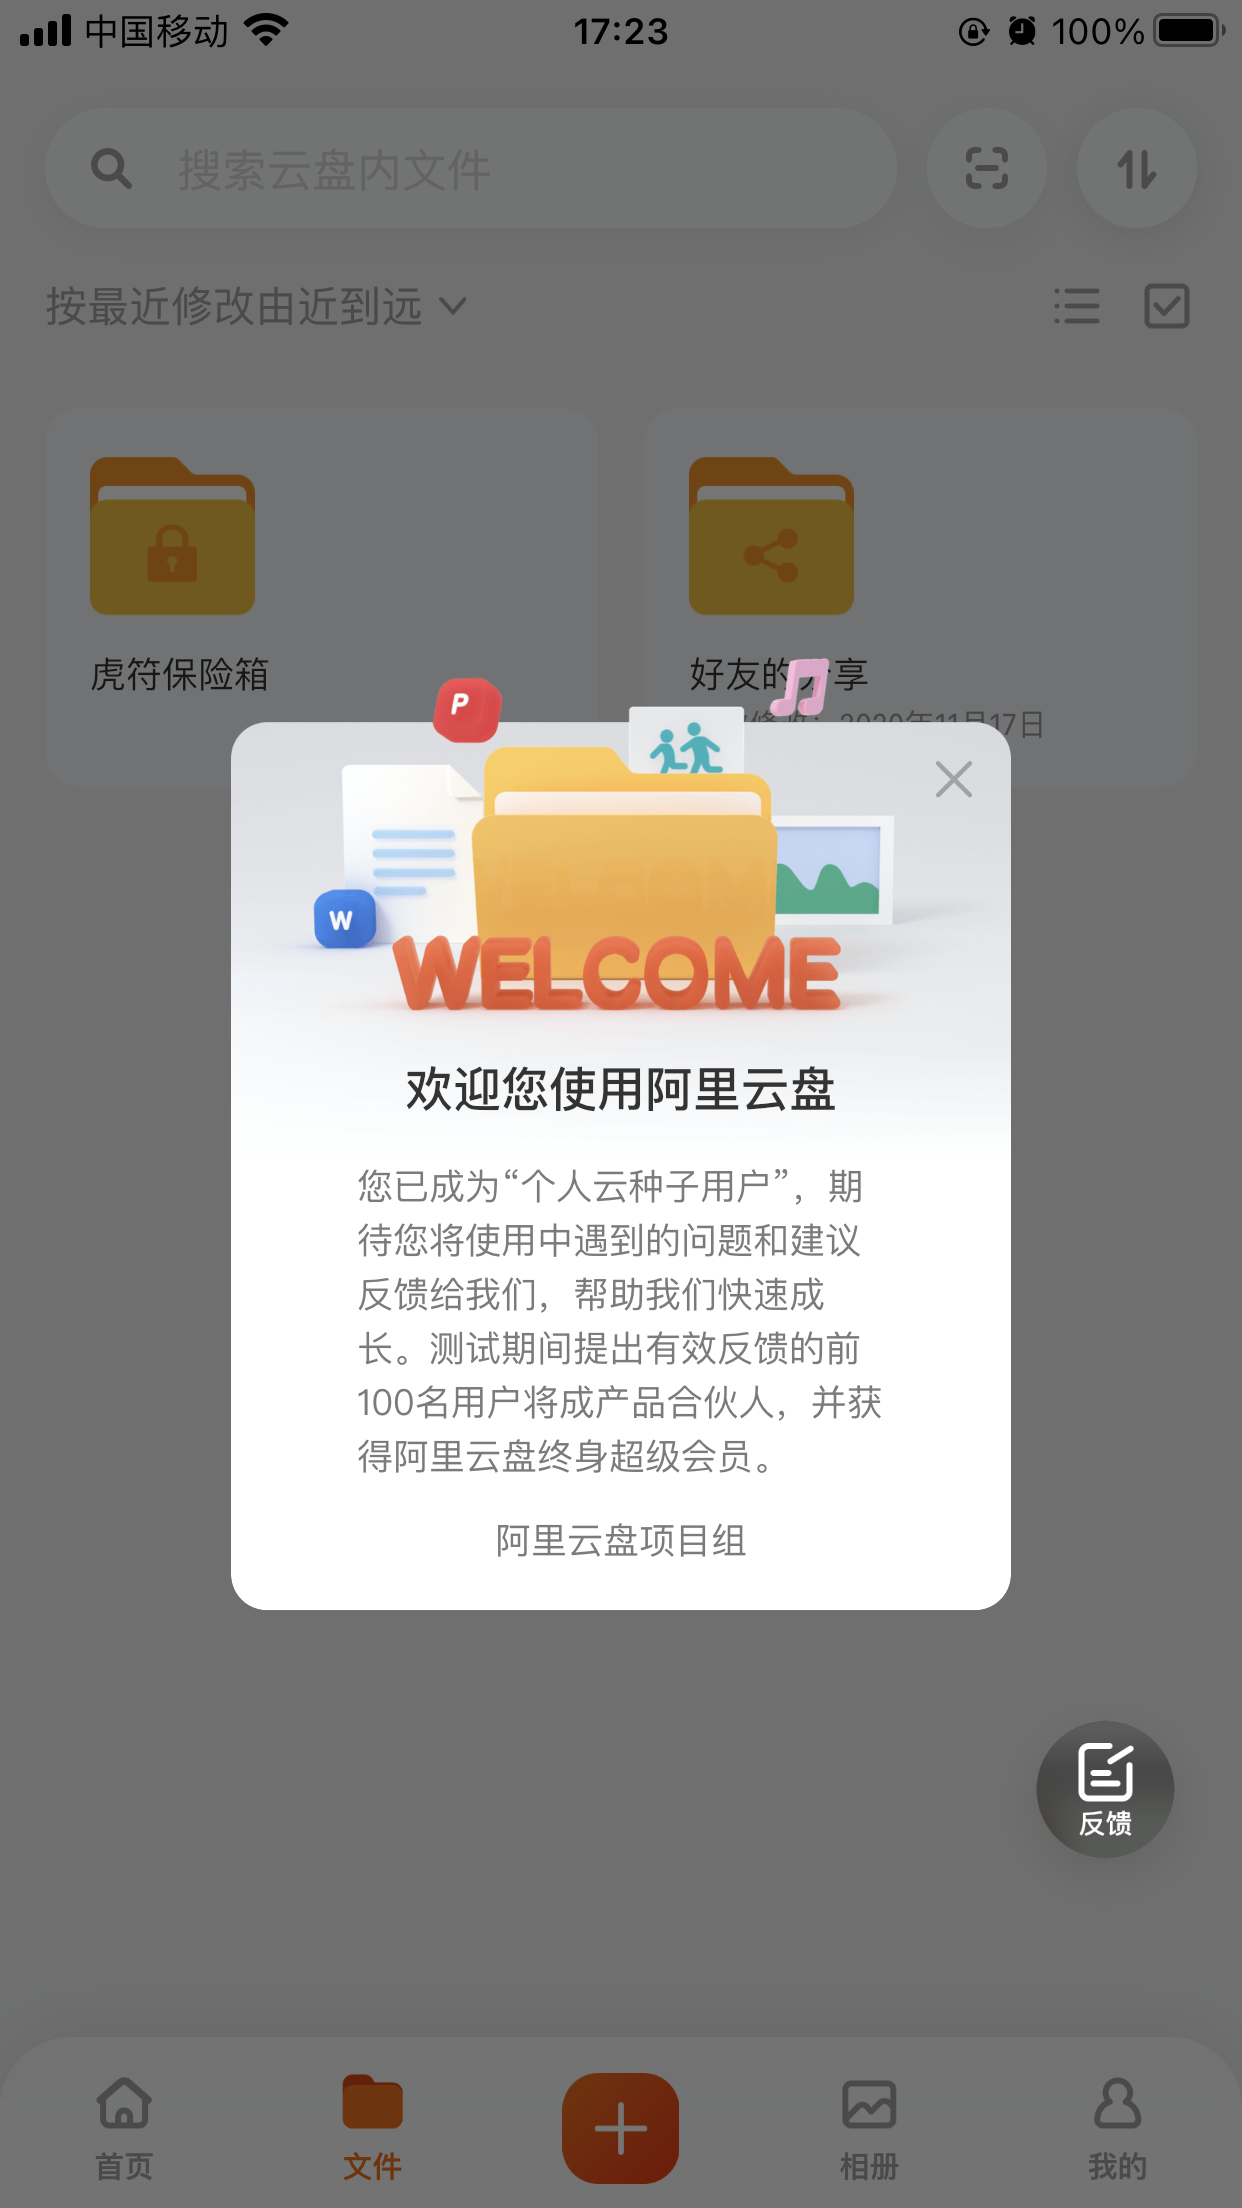 中国移动
17:23
100%
搜索云盘内文件
按最近修改由近到远
虎符保险箱
好友的分享
2020年11月17日
P
W
WELCOME
欢迎您使用阿里云盘
您已成为“个人云种子用户”，期
待您将使用中遇到的问题和建议
反馈给我们，帮助我们快速成
长。测试期间提出有效反馈的前
100名用户将成产品合伙人，并获
得阿里云盘终身超级会员。
阿里云盘项目组
反馈
首页
文件
相册
我的